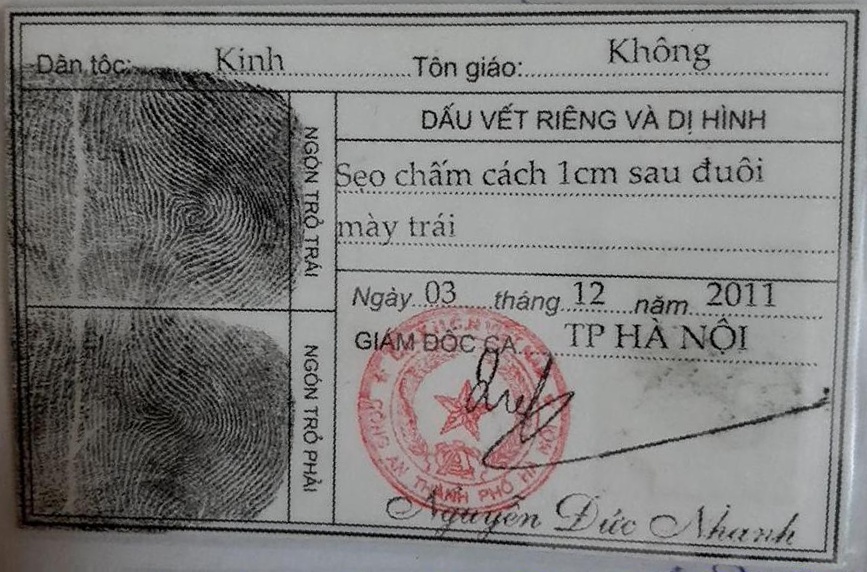 Dân tộc: Kinh Tôn giáo: Không
NGÓN TRỎ TRÁI
NGÓN TRỎ PHẢI
DẤU VẾT RIÊNG VÀ DỊ HÌNH
Sẹo chấm cách 1cm sau đuôi
mày trái
Ngày 03 tháng 12 năm 2011
GIÁM ĐỐC CA TP HÀ NỘI
CÔNG AN THÀNH PHỐ HÀ NỘI
Nguyễn Đức Nhanh